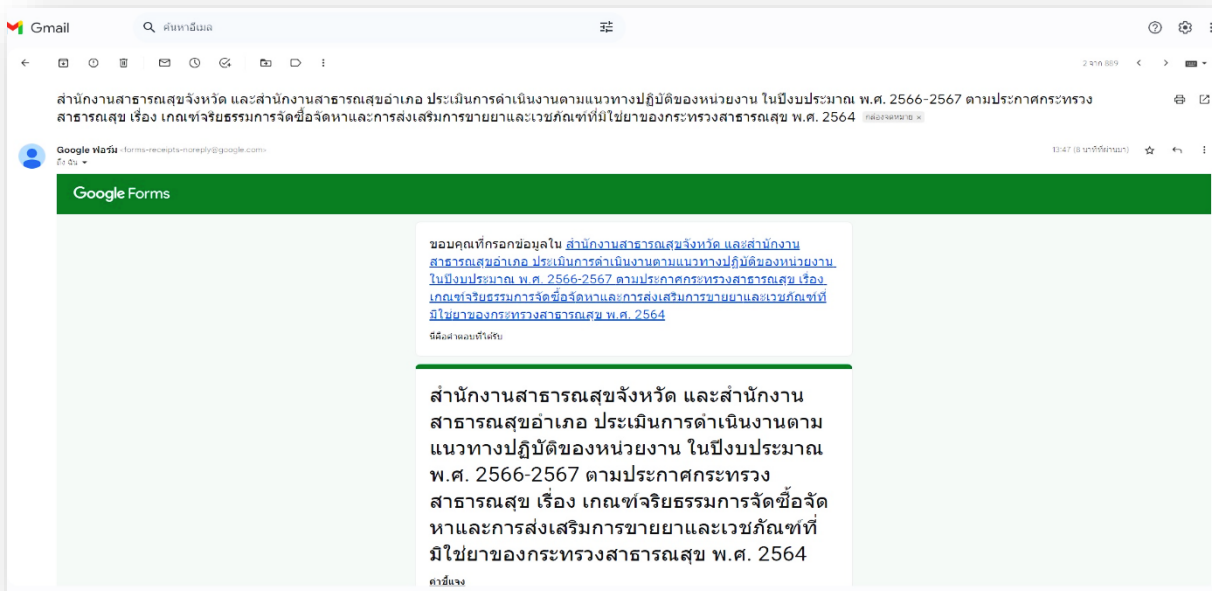 Gmail
ค้นหาอีเมล
2 จาก 889
สำนักงานสาธารณสุขจังหวัด และสำนักงานสาธารณสุขอำเภอ ประเมินการดำเนินงานตามแนวทางปฏิบัติของหน่วยงาน ในปีงบประมาณ พ.ศ. 2566-2567 ตามประกาศกระทรวง
สาธารณสุข เรื่อง เกณฑ์จริยธรรมการจัดซื้อจัดหาและการส่งเสริมการขายยาและเวชภัณฑ์ที่มิใช่ยาของกระทรวงสาธารณสุข พ.ศ. 2564 กล่องจดหมาย ×
Google ฟอร์ม <forms-receipts-noreply@google.com> 13:47 (8 นาทีที่ผ่านมา)
ถึง ฉัน
Google Forms
ขอบคุณที่กรอกข้อมูลใน สำนักงานสาธารณสุขจังหวัด และสำนักงาน
สาธารณสุขอำเภอ ประเมินการดำเนินงานตามแนวทางปฏิบัติของหน่วยงาน
ในปีงบประมาณ พ.ศ. 2566-2567 ตามประกาศกระทรวงสาธารณสุข เรื่อง
เกณฑ์จริยธรรมการจัดซื้อจัดหาและการส่งเสริมการขายยาและเวชภัณฑ์ที่
มิใช่ยาของกระทรวงสาธารณสุข พ.ศ. 2564
นี่คือคำตอบที่ได้รับ
สำนักงานสาธารณสุขจังหวัด และสำนักงาน
สาธารณสุขอำเภอ ประเมินการดำเนินงานตาม
แนวทางปฏิบัติของหน่วยงาน ในปีงบประมาณ
พ.ศ. 2566-2567 ตามประกาศกระทรวง
สาธารณสุข เรื่อง เกณฑ์จริยธรรมการจัดซื้อจัด
หาและการส่งเสริมการขายยาและเวชภัณฑ์ที่
มิใช่ยาของกระทรวงสาธารณสุข พ.ศ. 2564
คำชี้แจง